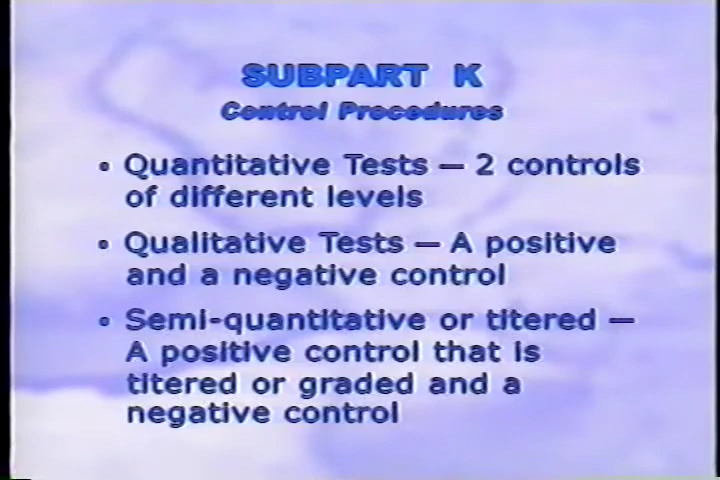 SUBPART K
Control Procedures
• Quantitative Tests — 2 controls
of different levels
• Qualitative Tests — A positive
and a negative control
• Semi-quantitative or titered —
A positive control that is
titered or graded and a
negative control